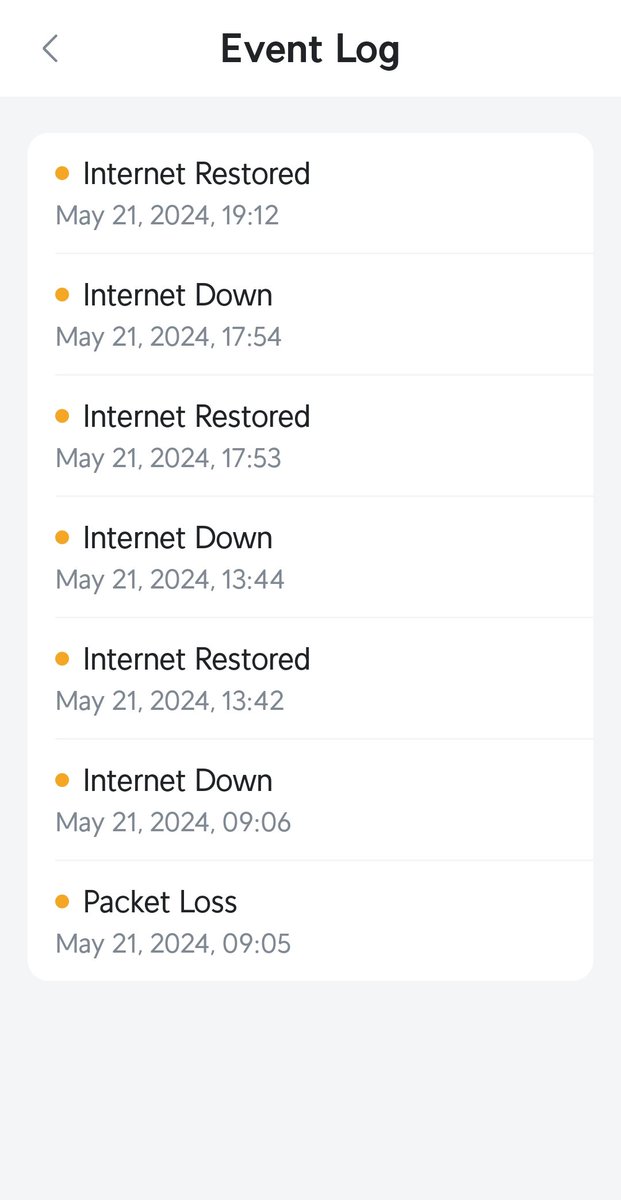 Event Log
Internet Restored
May 21, 2024, 19:12
Internet Down
May 21, 2024, 17:54
Internet Restored
May 21, 2024, 17:53
Internet Down
May 21, 2024, 13:44
Internet Restored
May 21, 2024, 13:42
Internet Down
May 21, 2024, 09:06
Packet Loss
May 21, 2024, 09:05